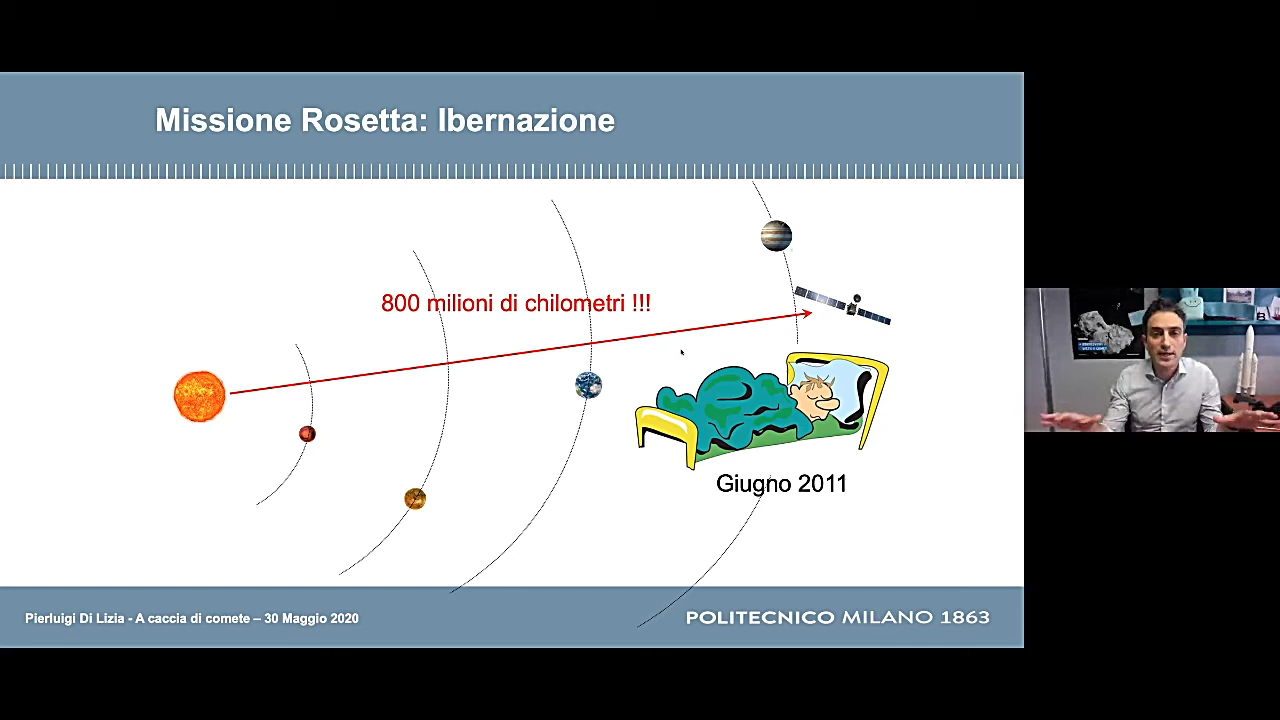 Missione Rosetta: Ibernazione
800 milioni di chilometri !!!
Giugno 2011
Pierluigi Di Lizia - A caccia di comete – 30 Maggio 2020
POLITECNICO MILANO 1863